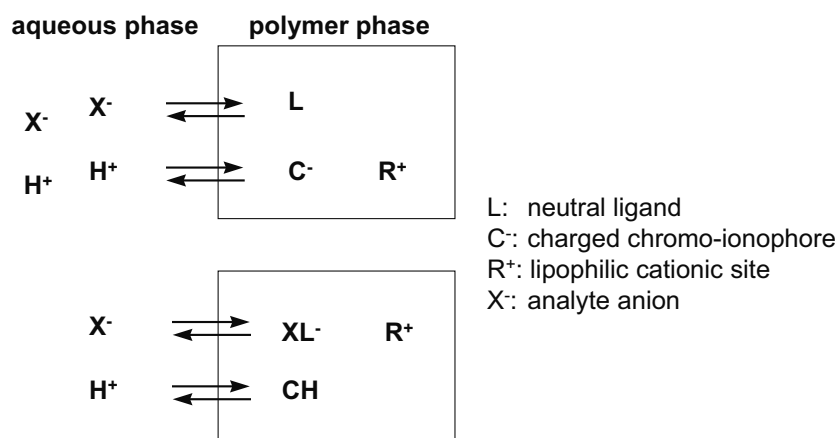 aqueous phase polymer phase
X- X- L
H+ H+ C- R+
L: neutral ligand
C-: charged chromo-ionophore
R+: lipophilic cationic site
X-: analyte anion
X- XL- R+
H+ CH